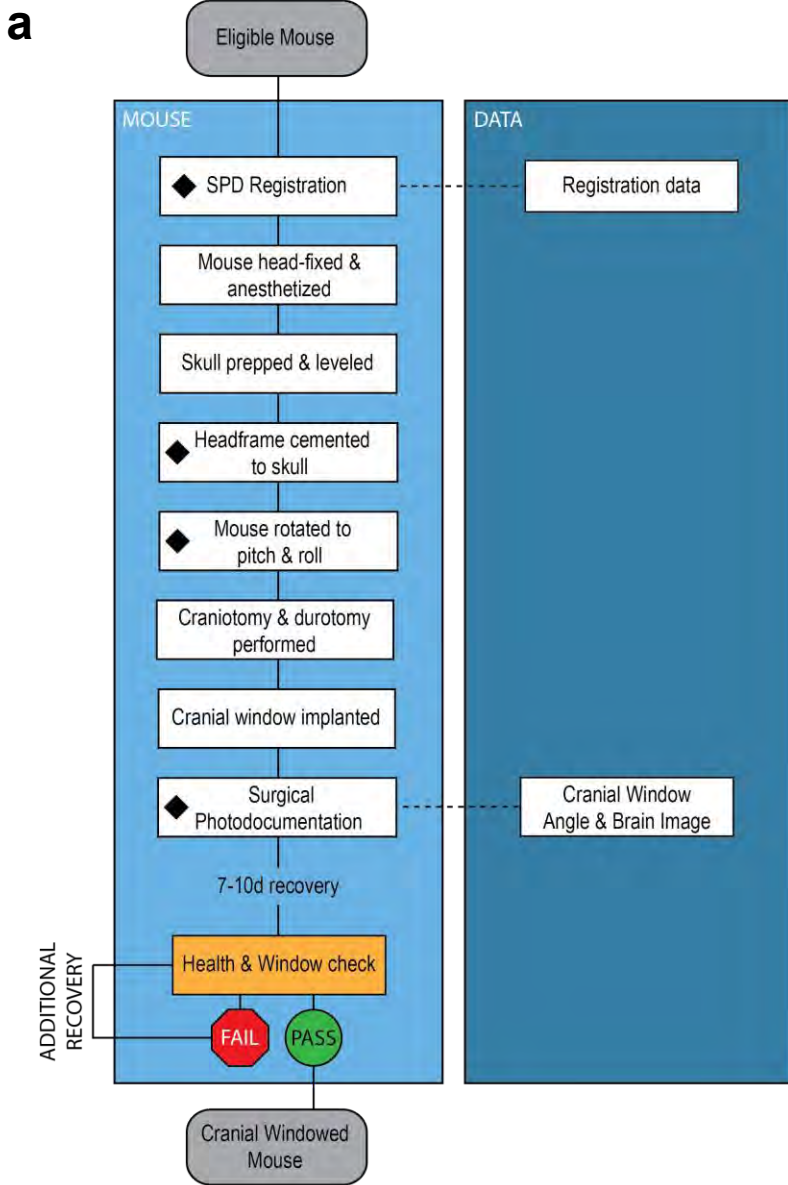 a
Eligible Mouse
MOUSE
DATA
SPD Registration
Registration data
Mouse head-fixed &
anesthetized
Skull prepped & leveled
Headframe cemented
to skull
Mouse rotated to
pitch & roll
Craniotomy & durotomy
performed
Cranial window implanted
Surgical
Photodocumentation
Cranial Window
Angle & Brain Image
7-10d recovery
Health & Window check
ADDITIONAL
RECOVERY
FAIL
PASS
Cranial Windowed
Mouse